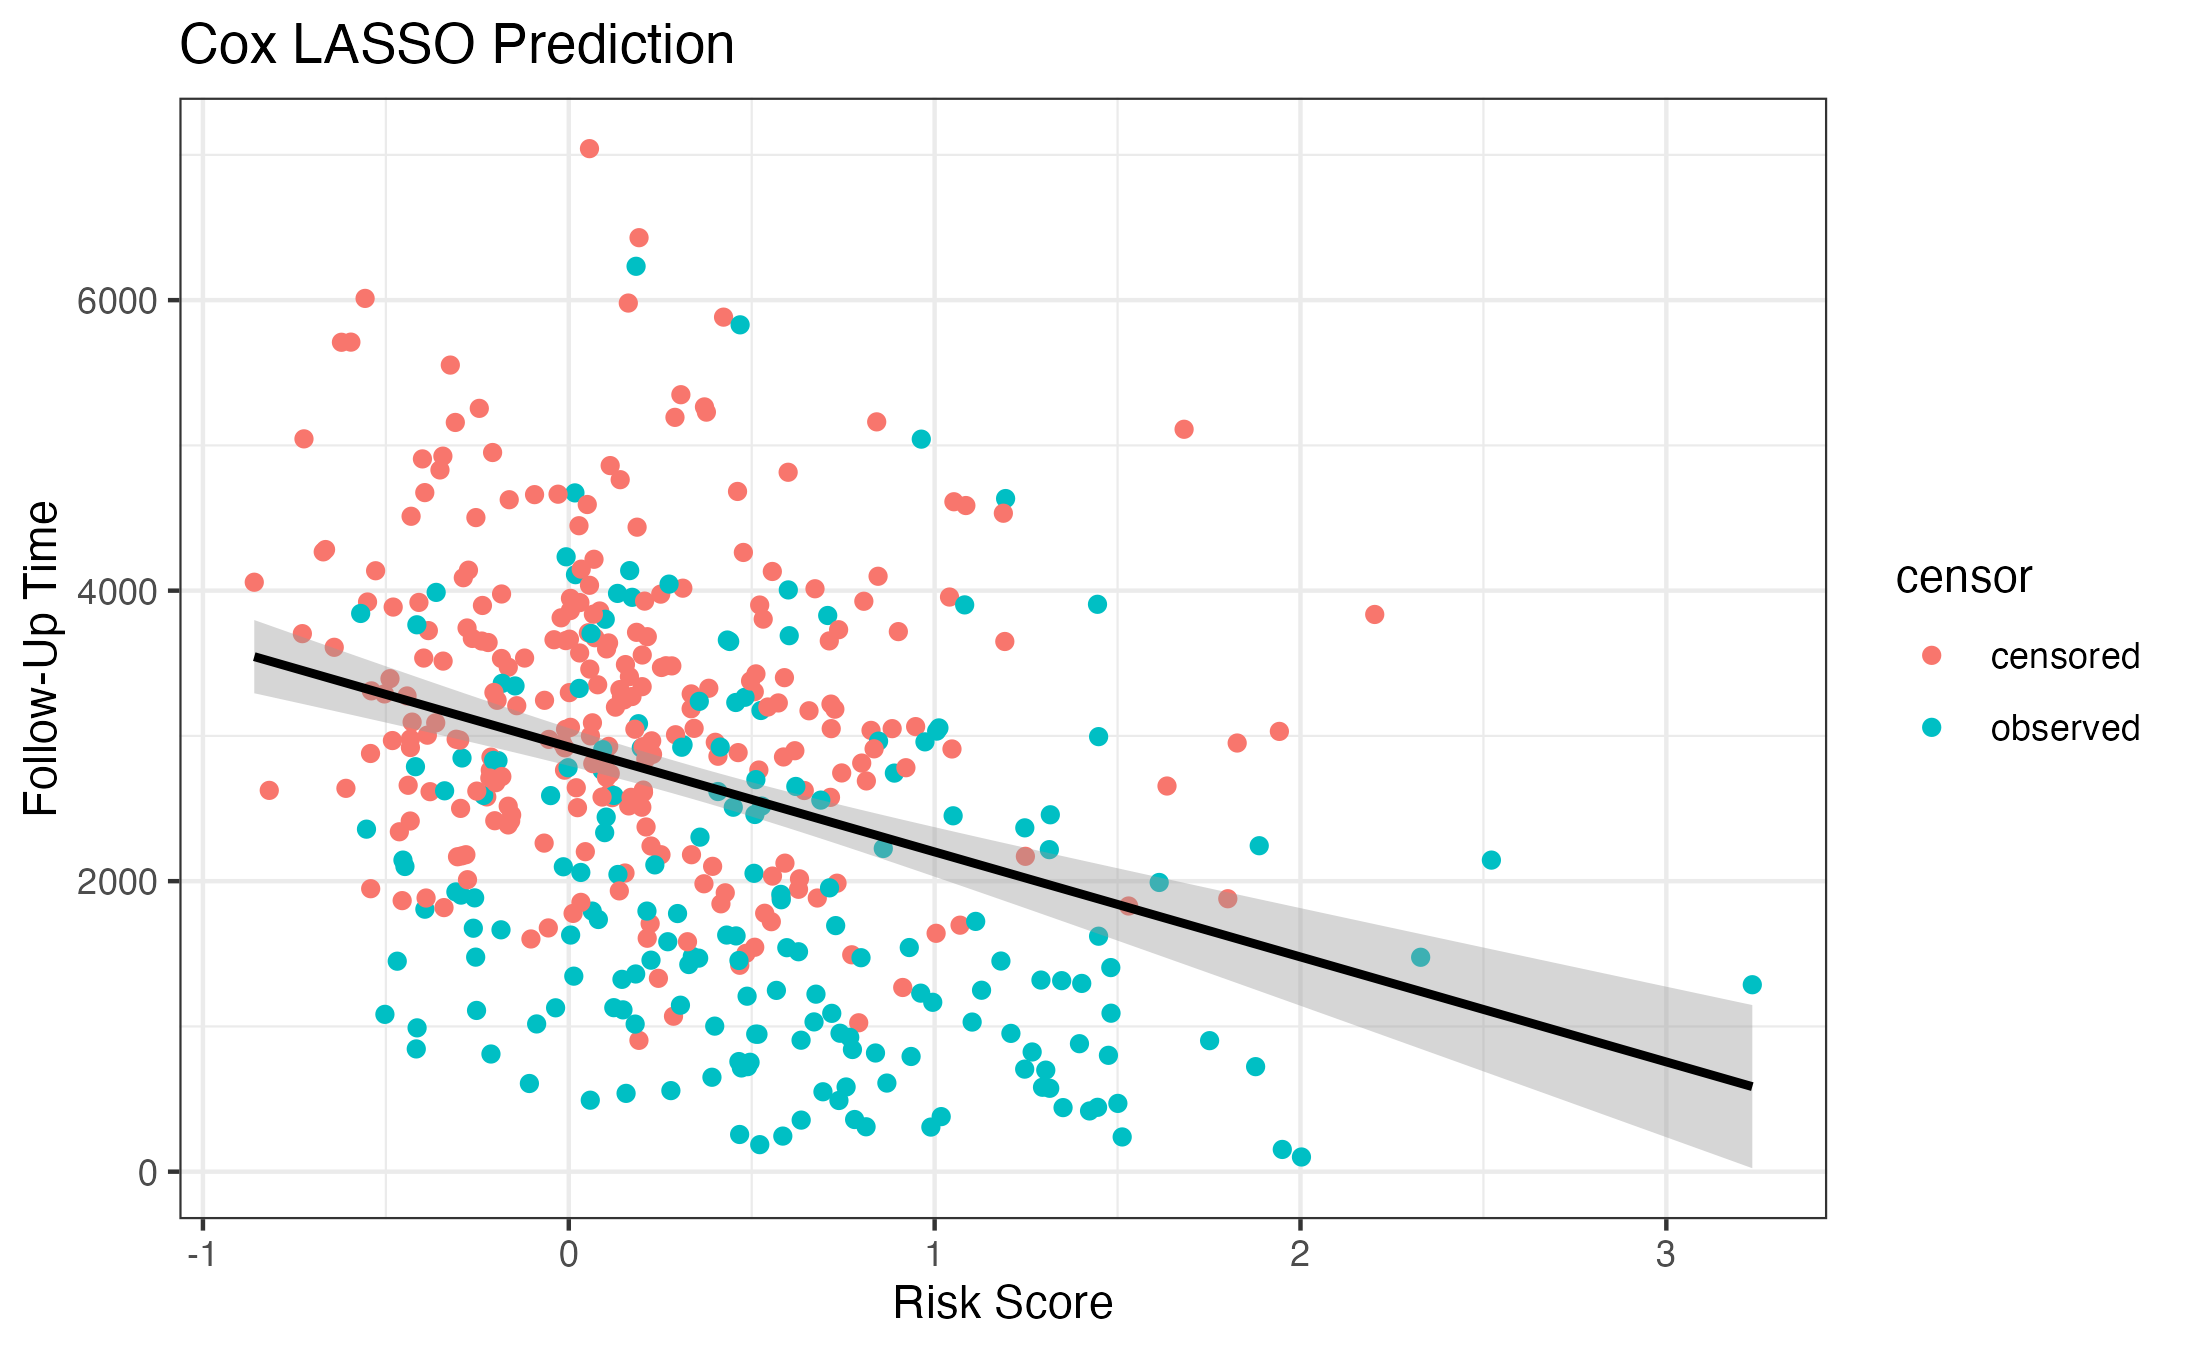 Cox LASSO Prediction
Follow-Up Time
6000
4000
2000
0
-1
0
1
2
3
Risk Score
censor
censored
observed